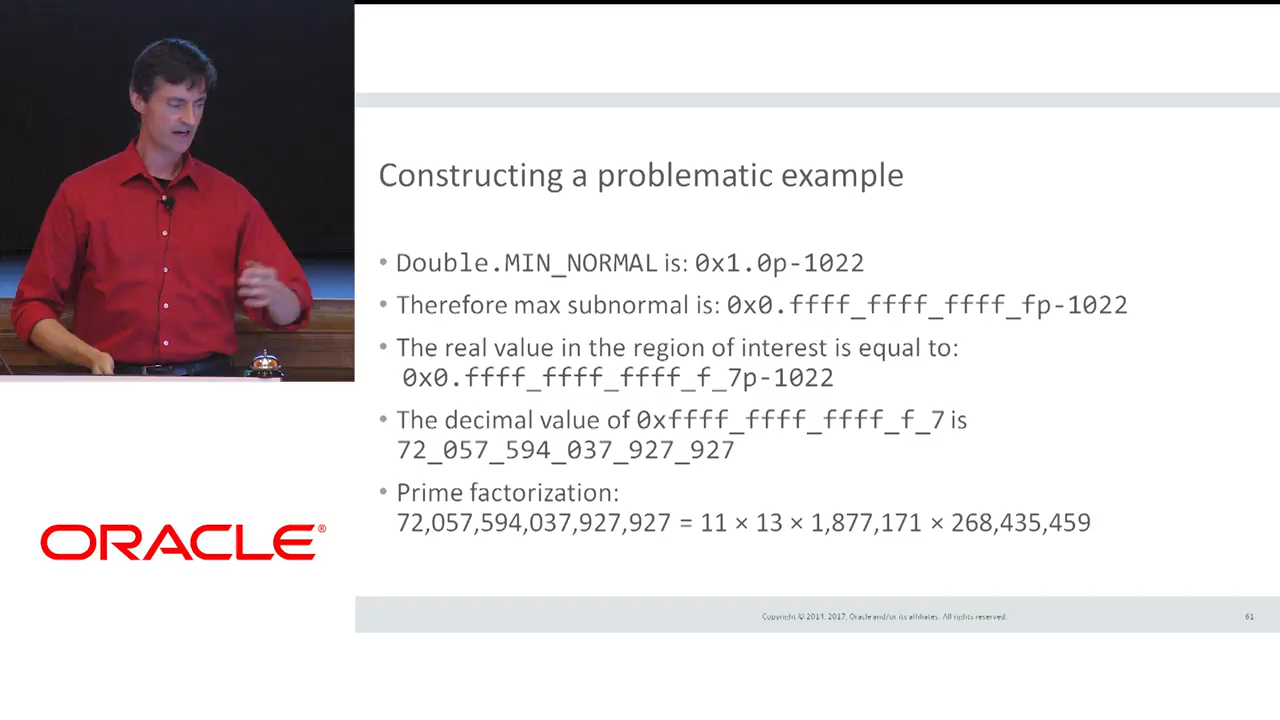 Constructing a problematic example
• Double.MIN_NORMAL is: 0x1.0p-1022
• Therefore max subnormal is: 0x0.ffff_ffff_ffff_fp-1022
• The real value in the region of interest is equal to:
0x0.ffff_ffff_ffff_f_7p-1022
• The decimal value of 0xffff_ffff_ffff_f_7 is
72_057_594_037_927_927
• Prime factorization:
72,057,594,037,927,927 = 11 × 13 × 1,877,171 × 268,435,459
ORACLE®
Copyright © 2014, 2017, Oracle and/or its affiliates. All rights reserved.
61